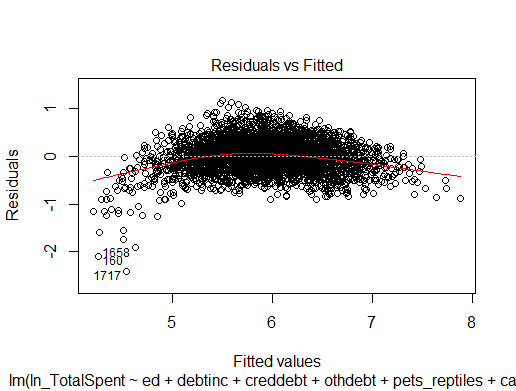 Residuals vs Fitted
Residuals
1
0
-1
-2
1658
160
1717
5
6
7
8
Fitted values
lm(ln_TotalSpent ~ ed + debtinc + creddebt + othdebt + pets_reptiles + ca